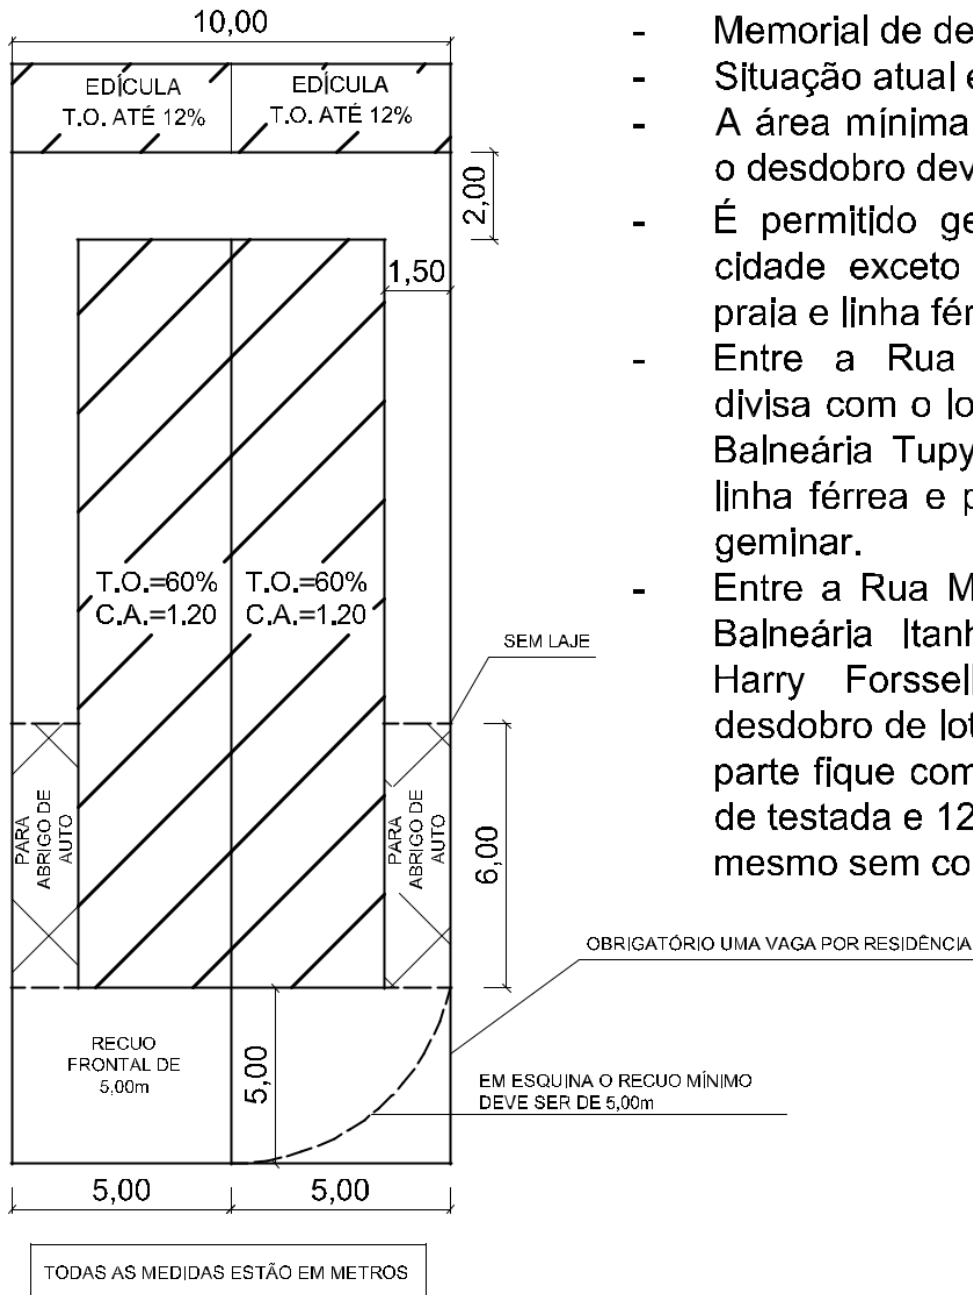 10,00
EDÍCULA
T.O. ATÉ 12%
EDÍCULA
T.O. ATÉ 12%
2,00
1,50
T.O.=60%
C.A.=1.20
T.O.=60%
C.A.=1.20
SEM LAJE
PARA
ABRIGO DE
AUTO
PARA
ABRIGO DE
AUTO
6,00
OBRIGATÓRIO UMA VAGA POR RESIDÊNCIA
RECUO
FRONTAL DE
5,00m
5,00
EM ESQUINA O RECUO MÍNIMO
DEVE SER DE 5,00m
5,00
5,00
TODAS AS MEDIDAS ESTÃO EM METROS
- Memorial de de
- Situação atual e
- A área mínima
o desdobro dev
- É permitido ge
cidade exceto
praia e linha fér
- Entre a Rua
divisa com o lo
Balneária Tupy
linha férrea e p
geminar.
- Entre a Rua M
Balneária Itanh
Harry Forssell
desdobro de lot
parte fique com
de testada e 12
mesmo sem co